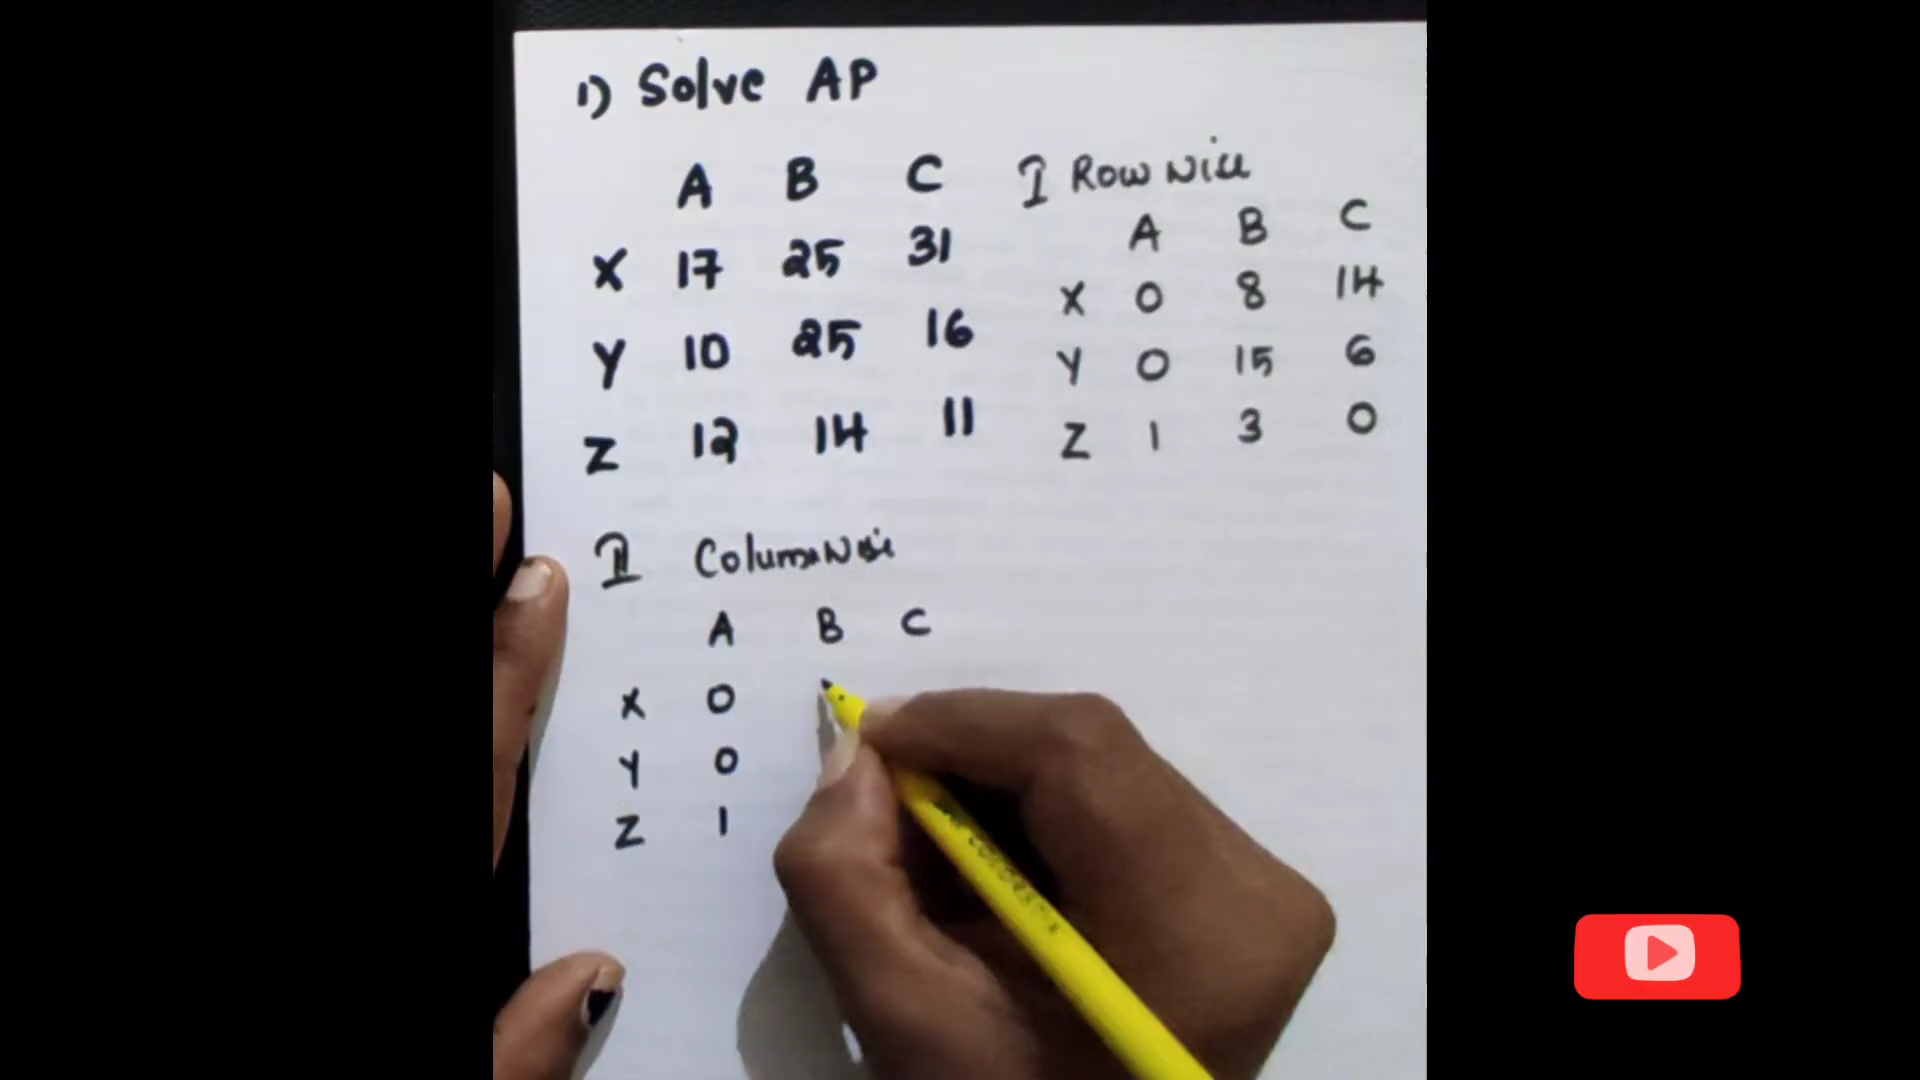 1) Solve AP
A B C
X 17 25 31
Y 10 25 16
Z 12 14 11
I Row Wise
A B C
X 0 8 14
Y 0 15 6
Z 1 3 0
II Column Wise
A B C
X 0
Y 0
Z 1